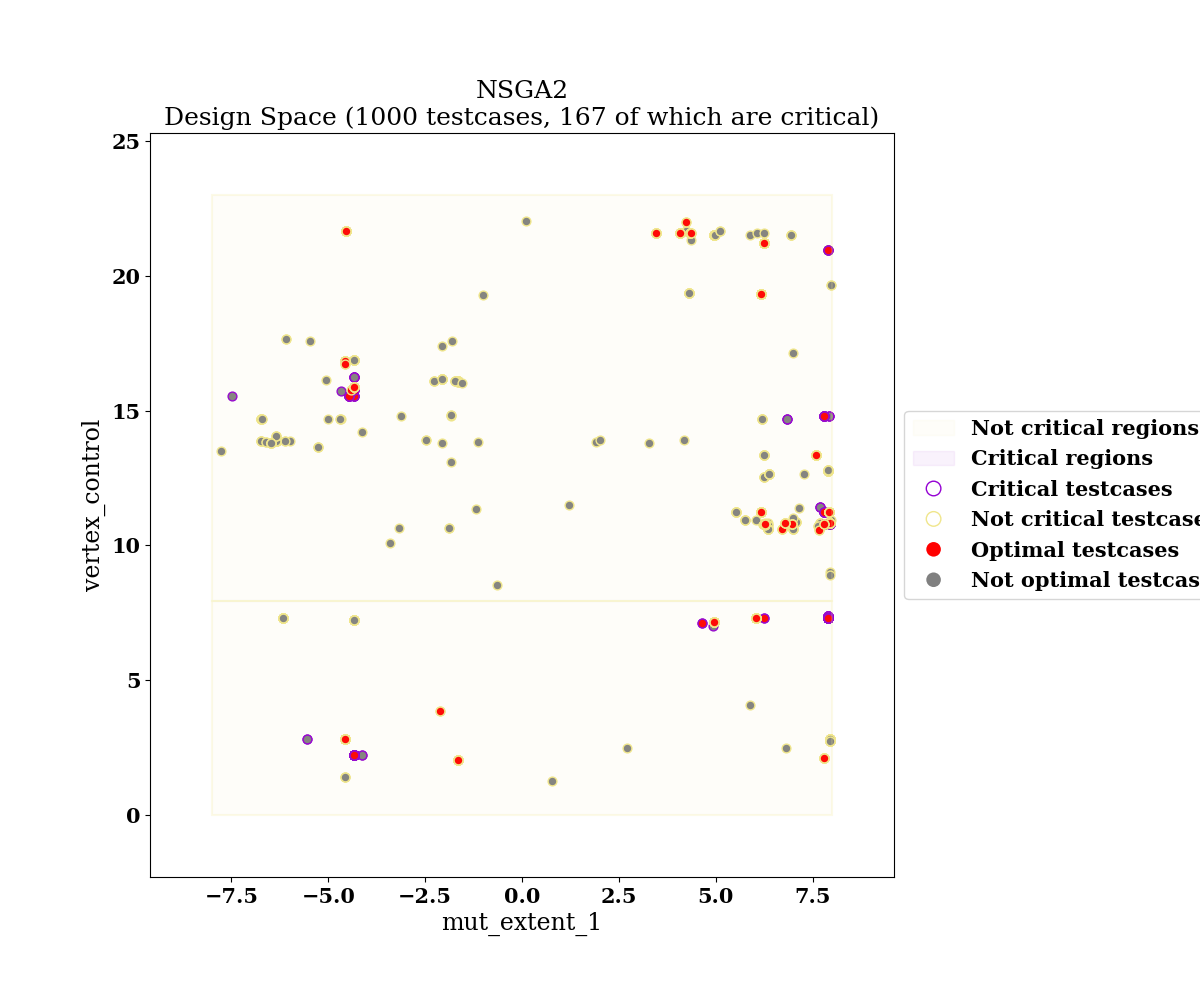 NSGA2
Design Space (1000 testcases, 167 of which are critical)
25
20
15
10
5
0
vertex_control
−7.5 −5.0 −2.5 0.0 2.5 5.0 7.5
mut_extent_1
Not critical regions
Critical regions
Critical testcases
Not critical testcase
Optimal testcases
Not optimal testcas